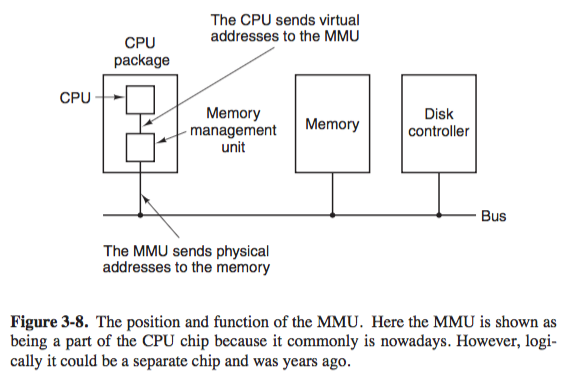 The CPU sends virtual
addresses to the MMU
CPU
package
CPU
Memory
management
unit
Memory
Disk
controller
Bus
The MMU sends physical
addresses to the memory
Figure 3-8. The position and function of the MMU. Here the MMU is shown as
being a part of the CPU chip because it commonly is nowadays. However, logi-
cally it could be a separate chip and was years ago.